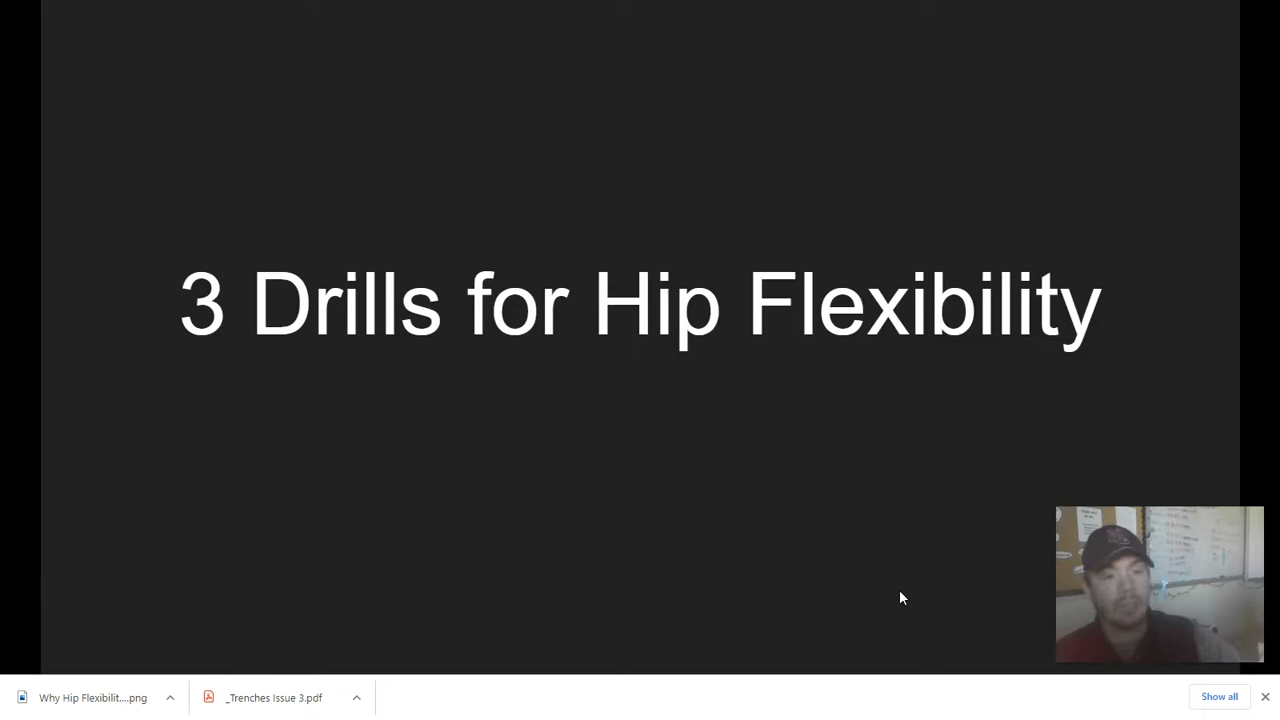 3 Drills for Hip Flexibility
Why Hip Flexibilit....png
_Trenches Issue 3.pdf
Show all